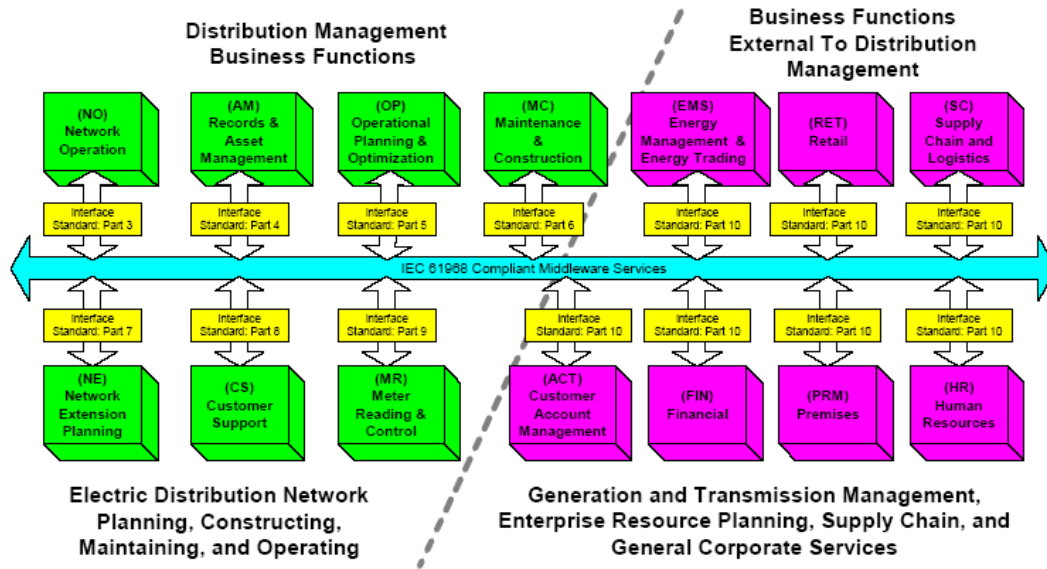 Distribution Management
Business Functions
Business Functions
External To Distribution
Management
(NO)
Network
Operation
(AM)
Records &
Asset
Management
(OP)
Operational
Planning &
Optimization
(MC)
Maintenance
&
Construction
(EMS)
Energy
Management &
Energy Trading
(RET)
Retail
(SC)
Supply
Chain and
Logistics
Interface
Standard: Part 3
Interface
Standard: Part 4
Interface
Standard: Part 5
Interface
Standard: Part 6
Interface
Standard: Part 10
Interface
Standard: Part 10
Interface
Standard: Part 10
IEC 61968 Compliant Middleware Services
Interface
Standard: Part 7
Interface
Standard: Part 8
Interface
Standard: Part 9
Interface
Standard: Part 10
Interface
Standard: Part 10
Interface
Standard: Part 10
Interface
Standard: Part 10
(NE)
Network
Extension
Planning
(CS)
Customer
Support
(MR)
Meter
Reading &
Control
(ACT)
Customer
Account
Management
(FIN)
Financial
(PRM)
Premises
(HR)
Human
Resources
Electric Distribution Network
Planning, Constructing,
Maintaining, and Operating
Generation and Transmission Management,
Enterprise Resource Planning, Supply Chain, and
General Corporate Services